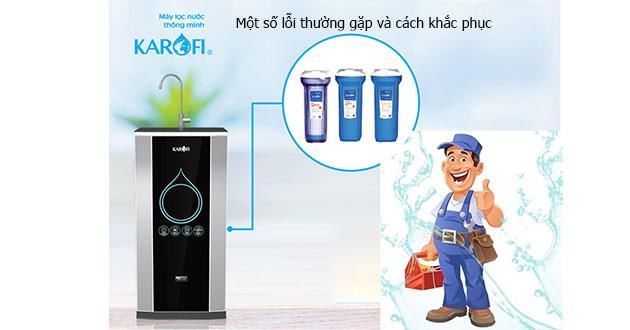 Máy lọc nước
thông minh
KAROFI®
Một số lỗi thường gặp và cách khắc phục
KAROFI